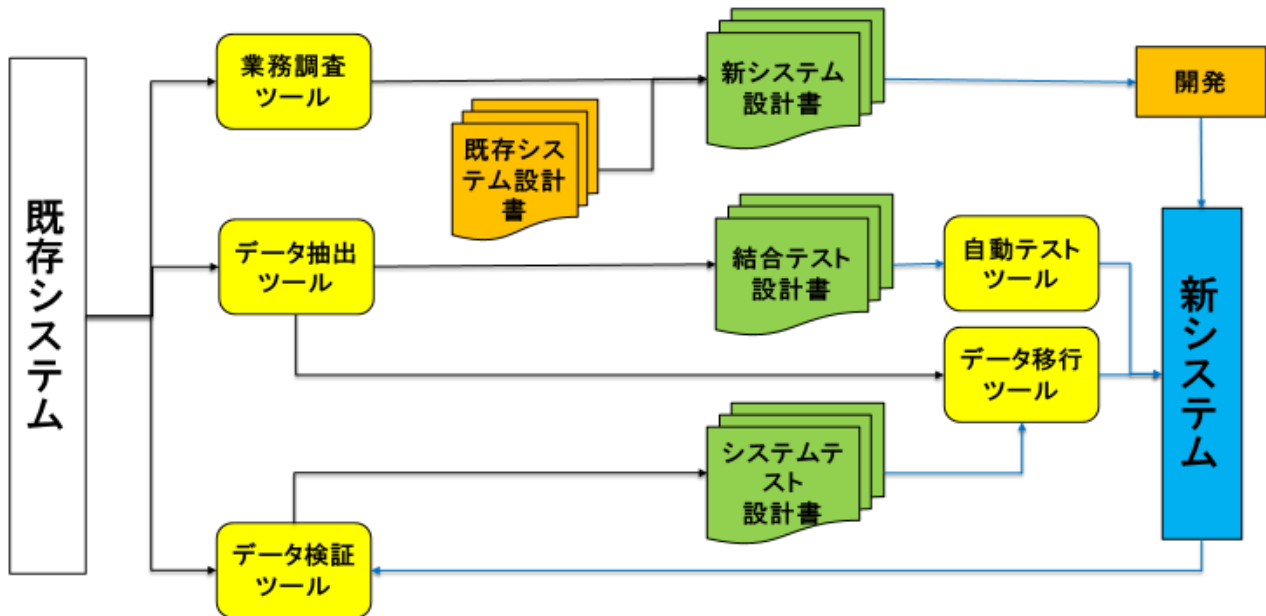 既存システム
業務調査
ツール
既存シス
テム設計
書
新システム
設計書
開発
データ抽出
ツール
結合テスト
設計書
自動テスト
ツール
データ移行
ツール
新システム
システムテ
スト
設計書
データ検証
ツール